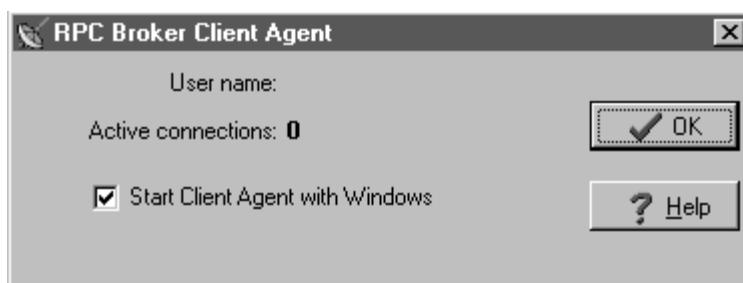 RPC Broker Client Agent
User name:
Active connections: 0
OK
Start Client Agent with Windows
Help